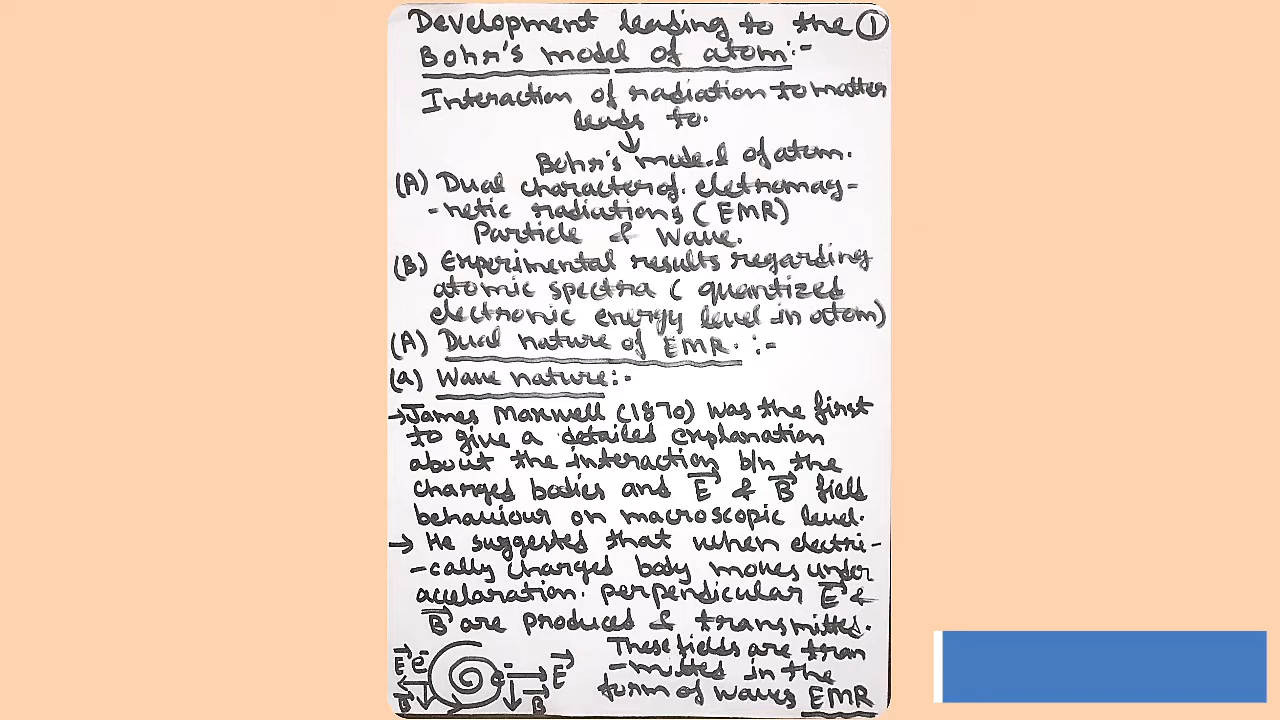 Development leading to the ①
Bohr's model of atom:-
Interaction of radiation to matter
leads to.
↓
Bohr's model of atom.
(A) Dual character of. eletromag-
-netic radiations (EMR)
Particle & Wave.
(B) Experimental results regarding
atomic spectra ( quantized
electronic energy level in atom)
(A) Dual nature of EMR. :-
(a) Wave nature:-
→ James Maxwell (1870) was the first
to give a detailed explanation
about the interaction b/n the
charged bodies and E & B field
behaviour on macroscopic level.
→ He suggested that when electri-
-cally charged body moves under
accelaration. perpendicular E &
B are produced & transmitted.
These fields are tran
-mitted in the
form of waves EMR
E e⁻ - E
B B